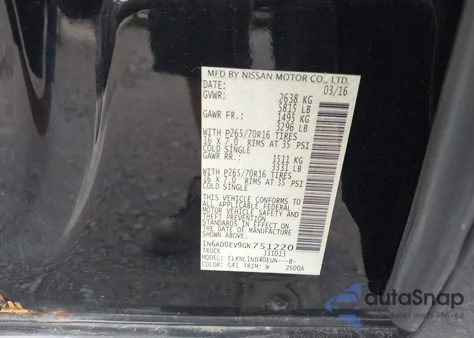 MFD BY NISSAN MOTOR CO., LTD.
DATE: 03/16
GVWR: 2638 KG
5815 LB
GAWR FR.: 1495 KG
3296 LB
WITH P265/70R16 TIRES
16 X 7.0 RIMS AT 35 PSI
COLD SINGLE
GAWR RR.: 1511 KG
3331 LB
WITH P265/70R16 TIRES
16 X 7.0 RIMS AT 35 PSI
COLD SINGLE
THIS VEHICLE CONFORMS
TO ALL APPLICABLE
FEDERAL MOTOR VEHICLE
SAFETY STANDARDS
IN EFFECT ON THE DATE OF
MANUFACTURE SHOWN ABOVE.
1N6AD0EV9GN751220
TRUCK 331013
MODEL: CLRNLIND40EUN---B-
COLOR: G41 TRIM: W 2500A
autoSnap